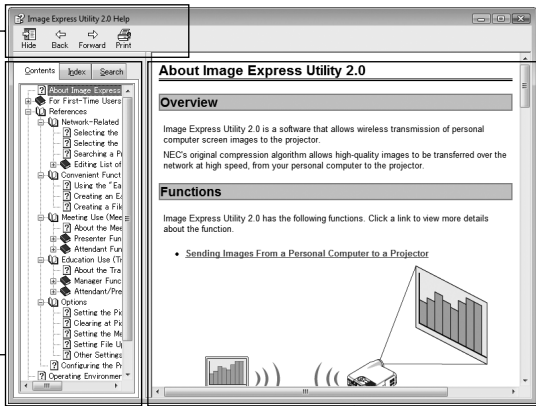 Image Express Utility 2.0 Help
Hide Back Forward Print
Contents Index Search
About Image Express
For First-Time Users
References
Network-Related
Selecting the
Selecting the
Searching a P
Editing List of
Convenient Funct
Using the "Ea
Creating an Ea
Creating a File
Meeting Use (Mee
About the Mee
Presenter Fun
Attendant Fun
Education Use (Tr
About the Tra
Manager Func
Attendant/Pre
Options
Setting the Pic
Clearing at Pic
Setting the Me
Setting File Up
Other Settings
Configuring the Pr
Operating Environmer
About Image Express Utility 2.0
Overview
Image Express Utility 2.0 is a software that allows wireless transmission of personal
computer screen images to the projector.
NEC's original compression algorithm allows high-quality images to be transferred over the
network at high speed, from your personal computer to the projector.
Functions
Image Express Utility 2.0 has the following functions. Click a link to view more details
about the function.
• Sending Images From a Personal Computer to a Projector